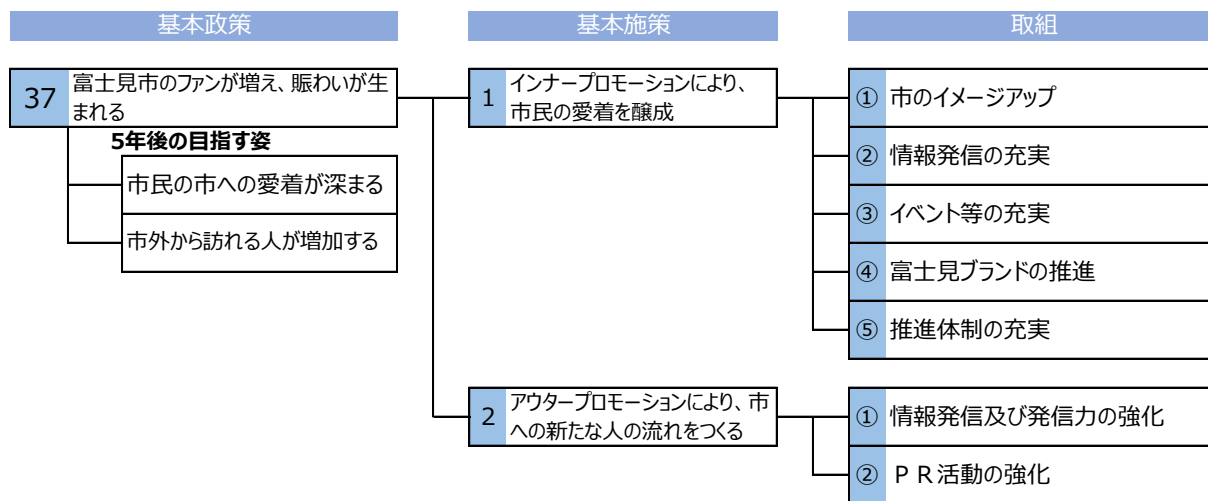 基本政策
基本施策
取組
37
富士見市のファンが増え、賑わいが生
まれる
5年後の目指す姿
市民の市への愛着が深まる
市外から訪れる人が増加する
1
インナープロモーションにより、
市民の愛着を醸成
① 市のイメージアップ
② 情報発信の充実
③ イベント等の充実
④ 富士見ブランドの推進
⑤ 推進体制の充実
2
アウタープロモーションにより、市
への新たな人の流れをつくる
① 情報発信及び発信力の強化
② ＰＲ活動の強化